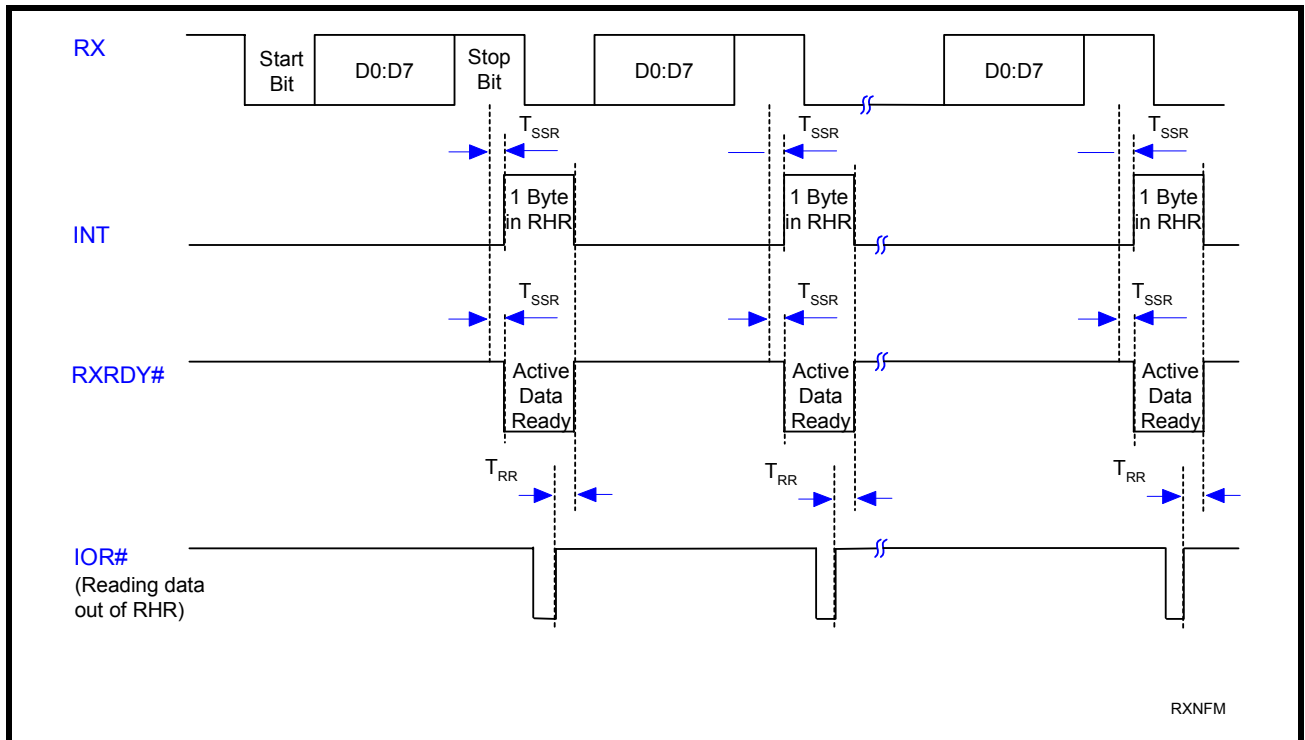 RX
Start
Bit
D0:D7
Stop
Bit
D0:D7
D0:D7
TSSR
TSSR
TSSR
INT
1 Byte
in RHR
1 Byte
in RHR
1 Byte
in RHR
TSSR
TSSR
TSSR
RXRDY#
Active
Data
Ready
Active
Data
Ready
Active
Data
Ready
TRR
TRR
TRR
IOR#
(Reading data
out of RHR)
RXNFM